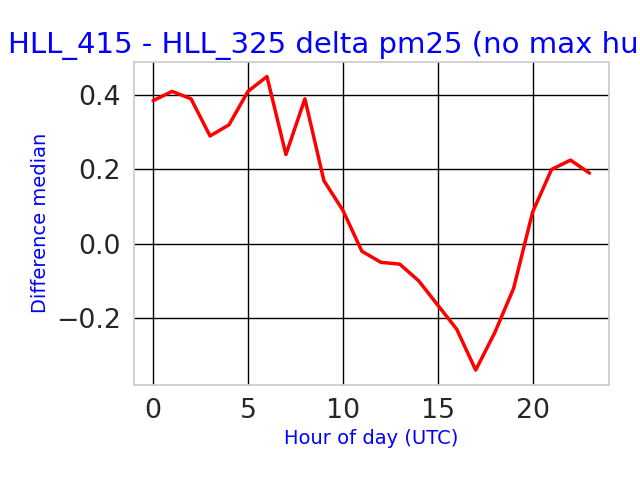 HLL_415 - HLL_325 delta pm25 (no max hu
0.4
0.2
0.0
−0.2
Difference median
0 5 10 15 20
Hour of day (UTC)